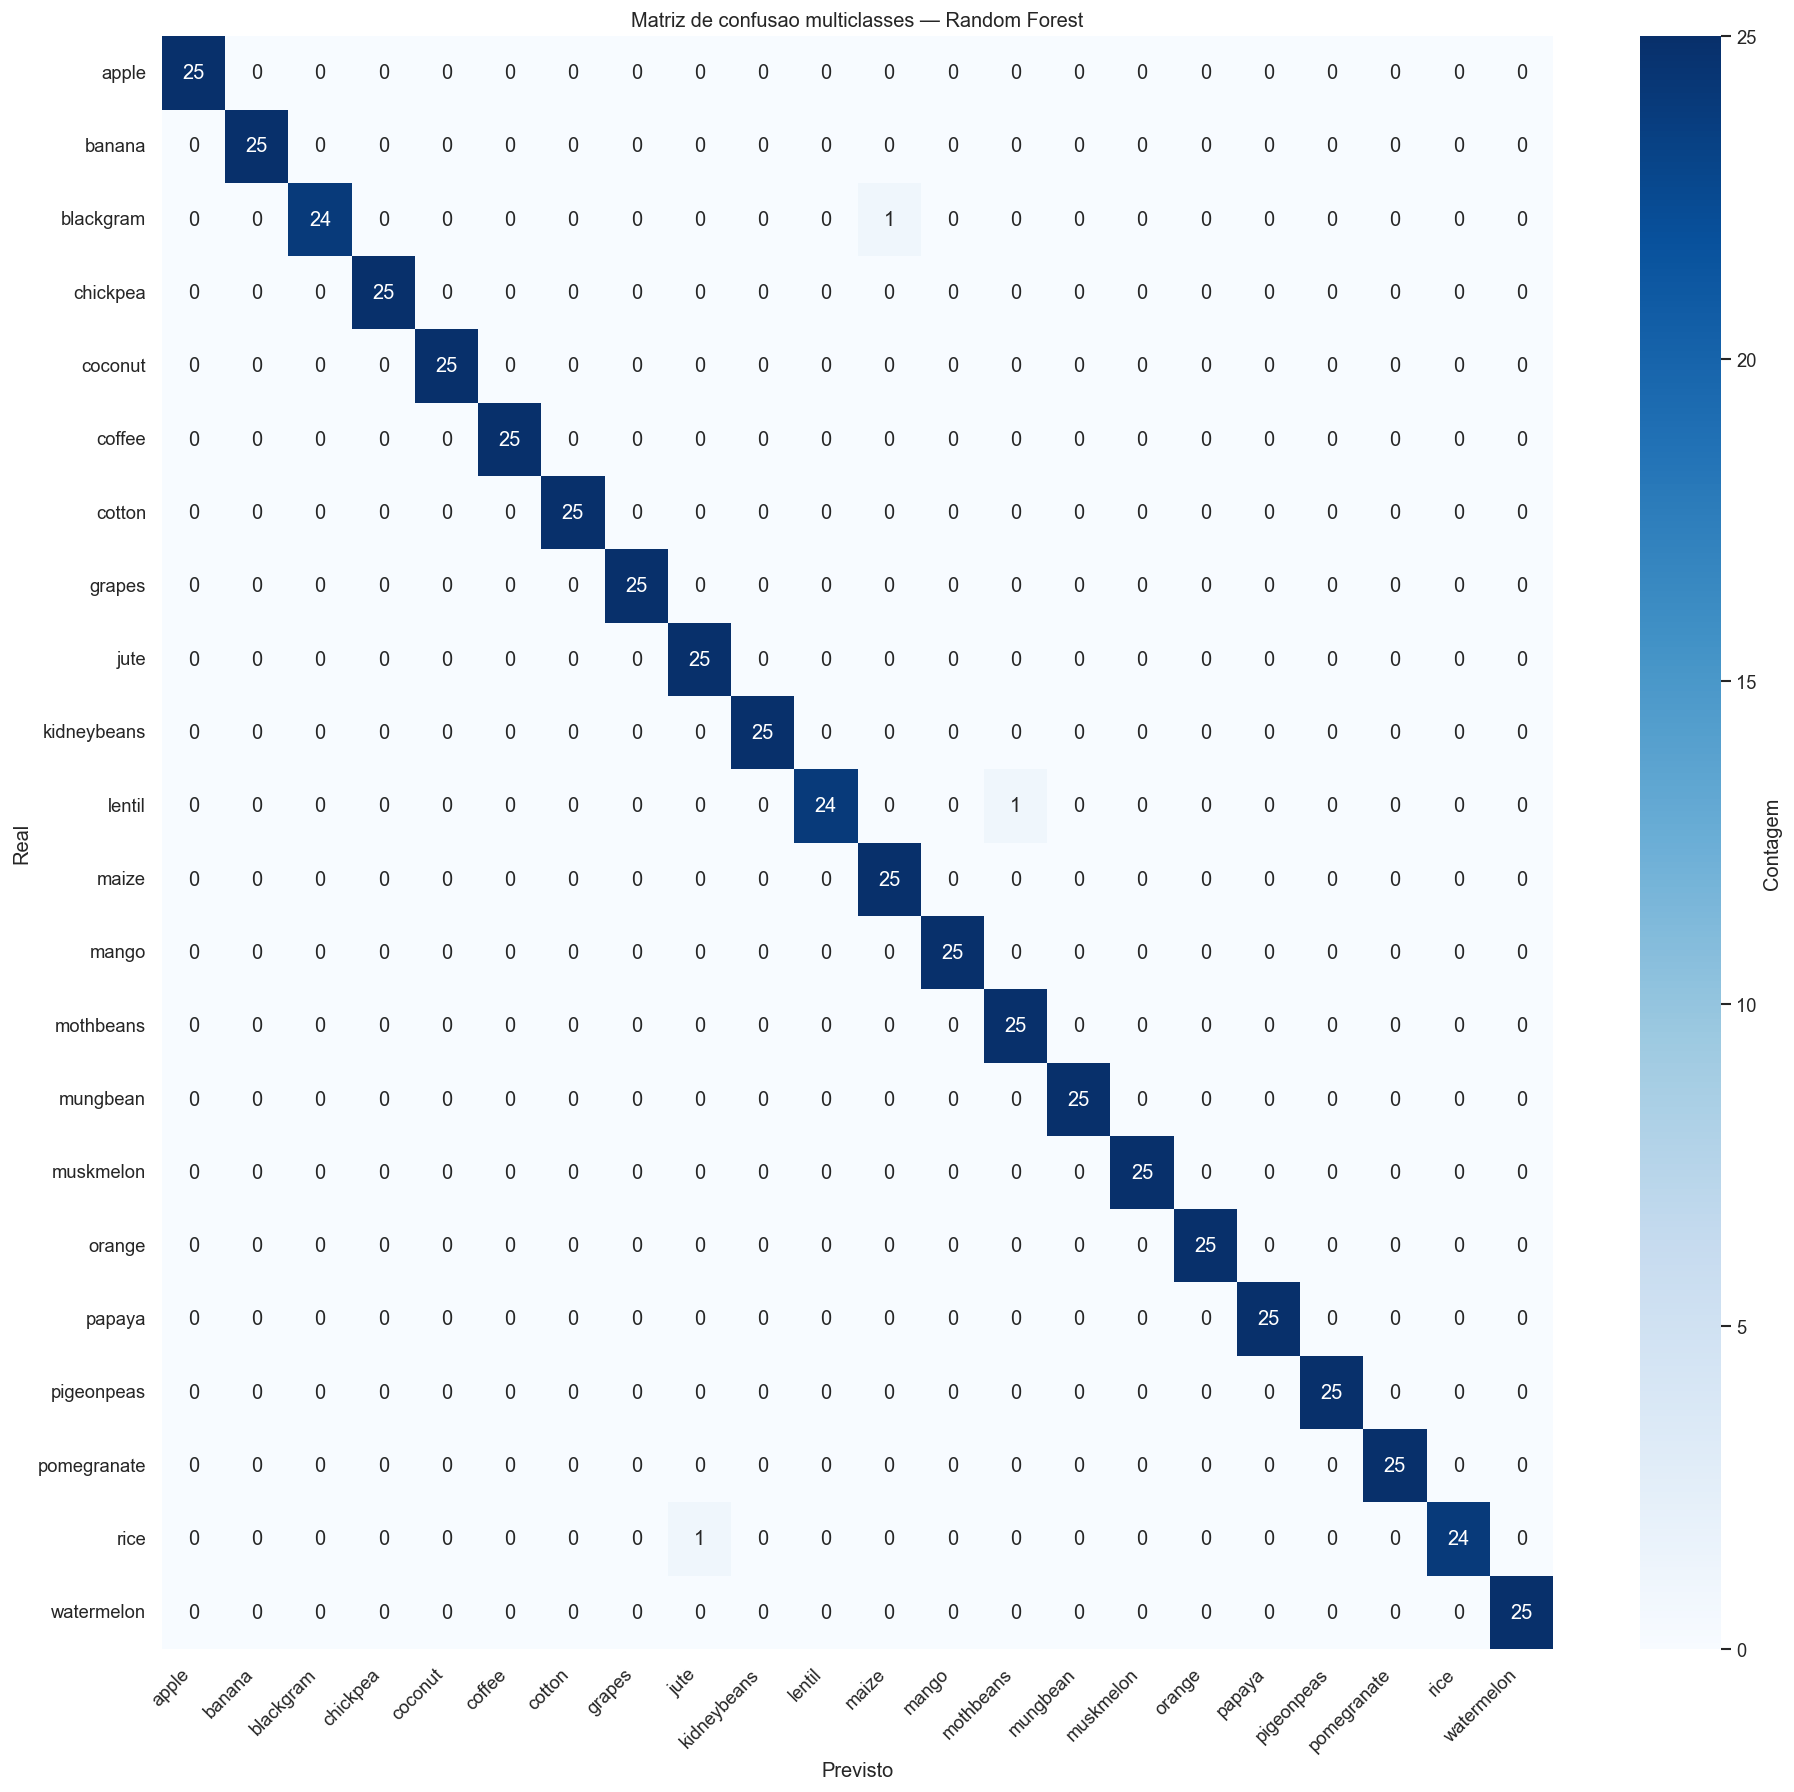 Matriz de confusao multiclasses — Random Forest
apple 25 0 0 0 0 0 0 0 0 0 0 0 0 0 0 0 0 0 0 0 0 0
banana 0 25 0 0 0 0 0 0 0 0 0 0 0 0 0 0 0 0 0 0 0 0
blackgram 0 0 24 0 0 0 0 0 0 0 0 1 0 0 0 0 0 0 0 0 0 0
chickpea 0 0 0 25 0 0 0 0 0 0 0 0 0 0 0 0 0 0 0 0 0 0
coconut 0 0 0 0 25 0 0 0 0 0 0 0 0 0 0 0 0 0 0 0 0 0
coffee 0 0 0 0 0 25 0 0 0 0 0 0 0 0 0 0 0 0 0 0 0 0
cotton 0 0 0 0 0 0 25 0 0 0 0 0 0 0 0 0 0 0 0 0 0 0
grapes 0 0 0 0 0 0 0 25 0 0 0 0 0 0 0 0 0 0 0 0 0 0
jute 0 0 0 0 0 0 0 0 25 0 0 0 0 0 0 0 0 0 0 0 0 0
kidneybeans 0 0 0 0 0 0 0 0 0 25 0 0 0 0 0 0 0 0 0 0 0 0
lentil 0 0 0 0 0 0 0 0 0 0 24 0 0 1 0 0 0 0 0 0 0 0
maize 0 0 0 0 0 0 0 0 0 0 0 25 0 0 0 0 0 0 0 0 0 0
mango 0 0 0 0 0 0 0 0 0 0 0 0 25 0 0 0 0 0 0 0 0 0
mothbeans 0 0 0 0 0 0 0 0 0 0 0 0 0 25 0 0 0 0 0 0 0 0
mungbean 0 0 0 0 0 0 0 0 0 0 0 0 0 0 25 0 0 0 0 0 0 0
muskmelon 0 0 0 0 0 0 0 0 0 0 0 0 0 0 0 25 0 0 0 0 0 0
orange 0 0 0 0 0 0 0 0 0 0 0 0 0 0 0 0 25 0 0 0 0 0
papaya 0 0 0 0 0 0 0 0 0 0 0 0 0 0 0 0 0 25 0 0 0 0
pigeonpeas 0 0 0 0 0 0 0 0 0 0 0 0 0 0 0 0 0 0 25 0 0 0
pomegranate 0 0 0 0 0 0 0 0 0 0 0 0 0 0 0 0 0 0 0 25 0 0
rice 0 0 0 0 0 0 0 0 1 0 0 0 0 0 0 0 0 0 0 0 24 0
watermelon 0 0 0 0 0 0 0 0 0 0 0 0 0 0 0 0 0 0 0 0 0 25
apple banana blackgram chickpea coconut coffee cotton grapes jute kidneybeans lentil maize mango mothbeans mungbean muskmelon orange papaya pigeonpeas pomegranate rice watermelon
Previsto
Real
25
20
15
10
5
0
Contagem